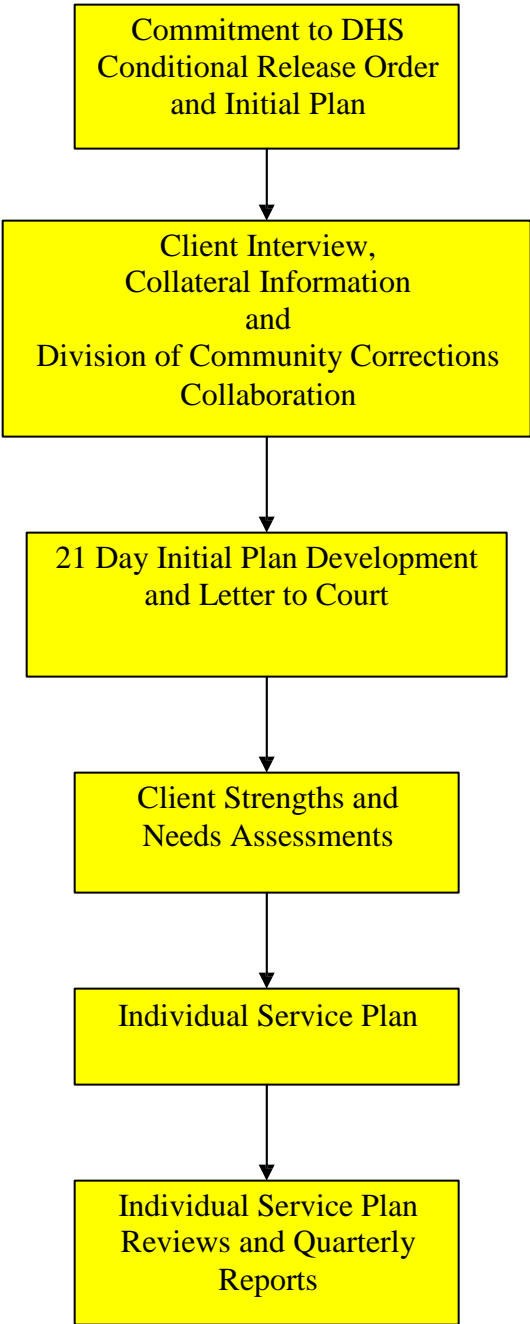 Commitment to DHS
Conditional Release Order
and Initial Plan
Client Interview,
Collateral Information
and
Division of Community Corrections
Collaboration
21 Day Initial Plan Development
and Letter to Court
Client Strengths and
Needs Assessments
Individual Service Plan
Individual Service Plan
Reviews and Quarterly
Reports